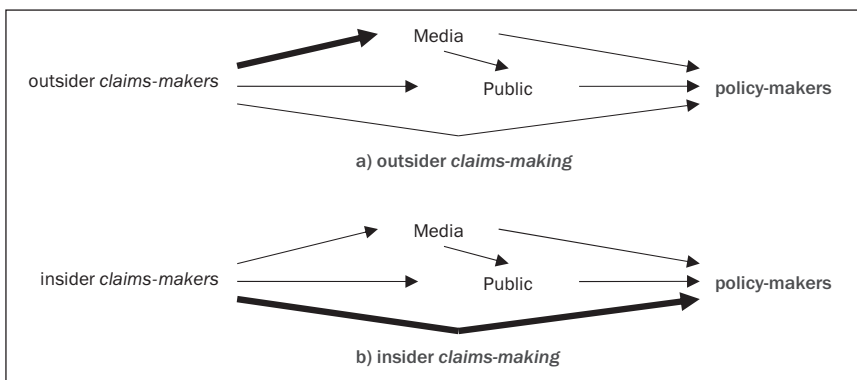 Media
outsider claims-makers
Public
policy-makers
a) outsider claims-making
Media
insider claims-makers
Public
policy-makers
b) insider claims-making